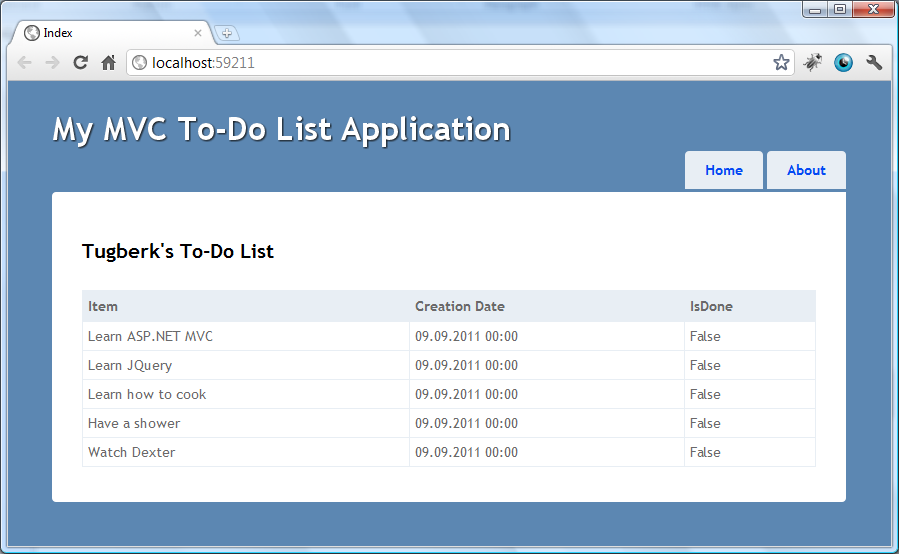 Index
localhost:59211
My MVC To-Do List Application
Home About
Tugberk's To-Do List
Item Creation Date IsDone
Learn ASP.NET MVC 09.09.2011 00:00 False
Learn JQuery 09.09.2011 00:00 False
Learn how to cook 09.09.2011 00:00 False
Have a shower 09.09.2011 00:00 False
Watch Dexter 09.09.2011 00:00 False